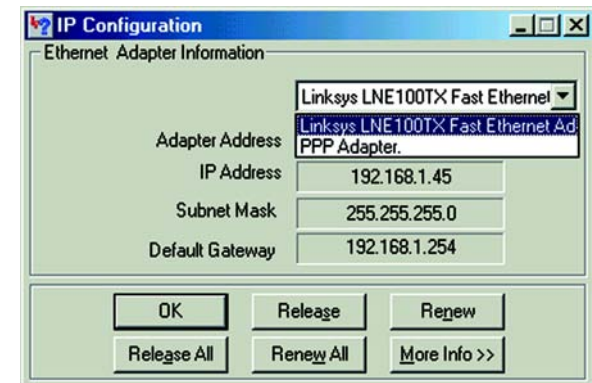 IP Configuration
Ethernet Adapter Information
Linksys LNE100TX Fast Ethernet
Linksys LNE100TX Fast Ethernet Ad
PPP Adapter.
Adapter Address
IP Address 192.168.1.45
Subnet Mask 255.255.255.0
Default Gateway 192.168.1.254
OK Release Renew
Release All Renew All More Info >>